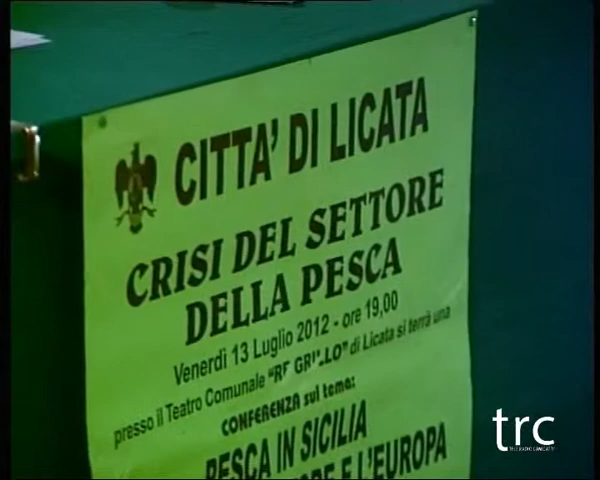 CITTA' DI LICATA
CRISI DEL SETTORE
DELLA PESCA
Venerdì 13 Luglio 2012 - ore 19,00
presso il Teatro Comunale "RE GRILLO" di Licata si terrà una
CONFERENZA sul tema:
PESCA IN SICILIA
E L'EUROPA
trc